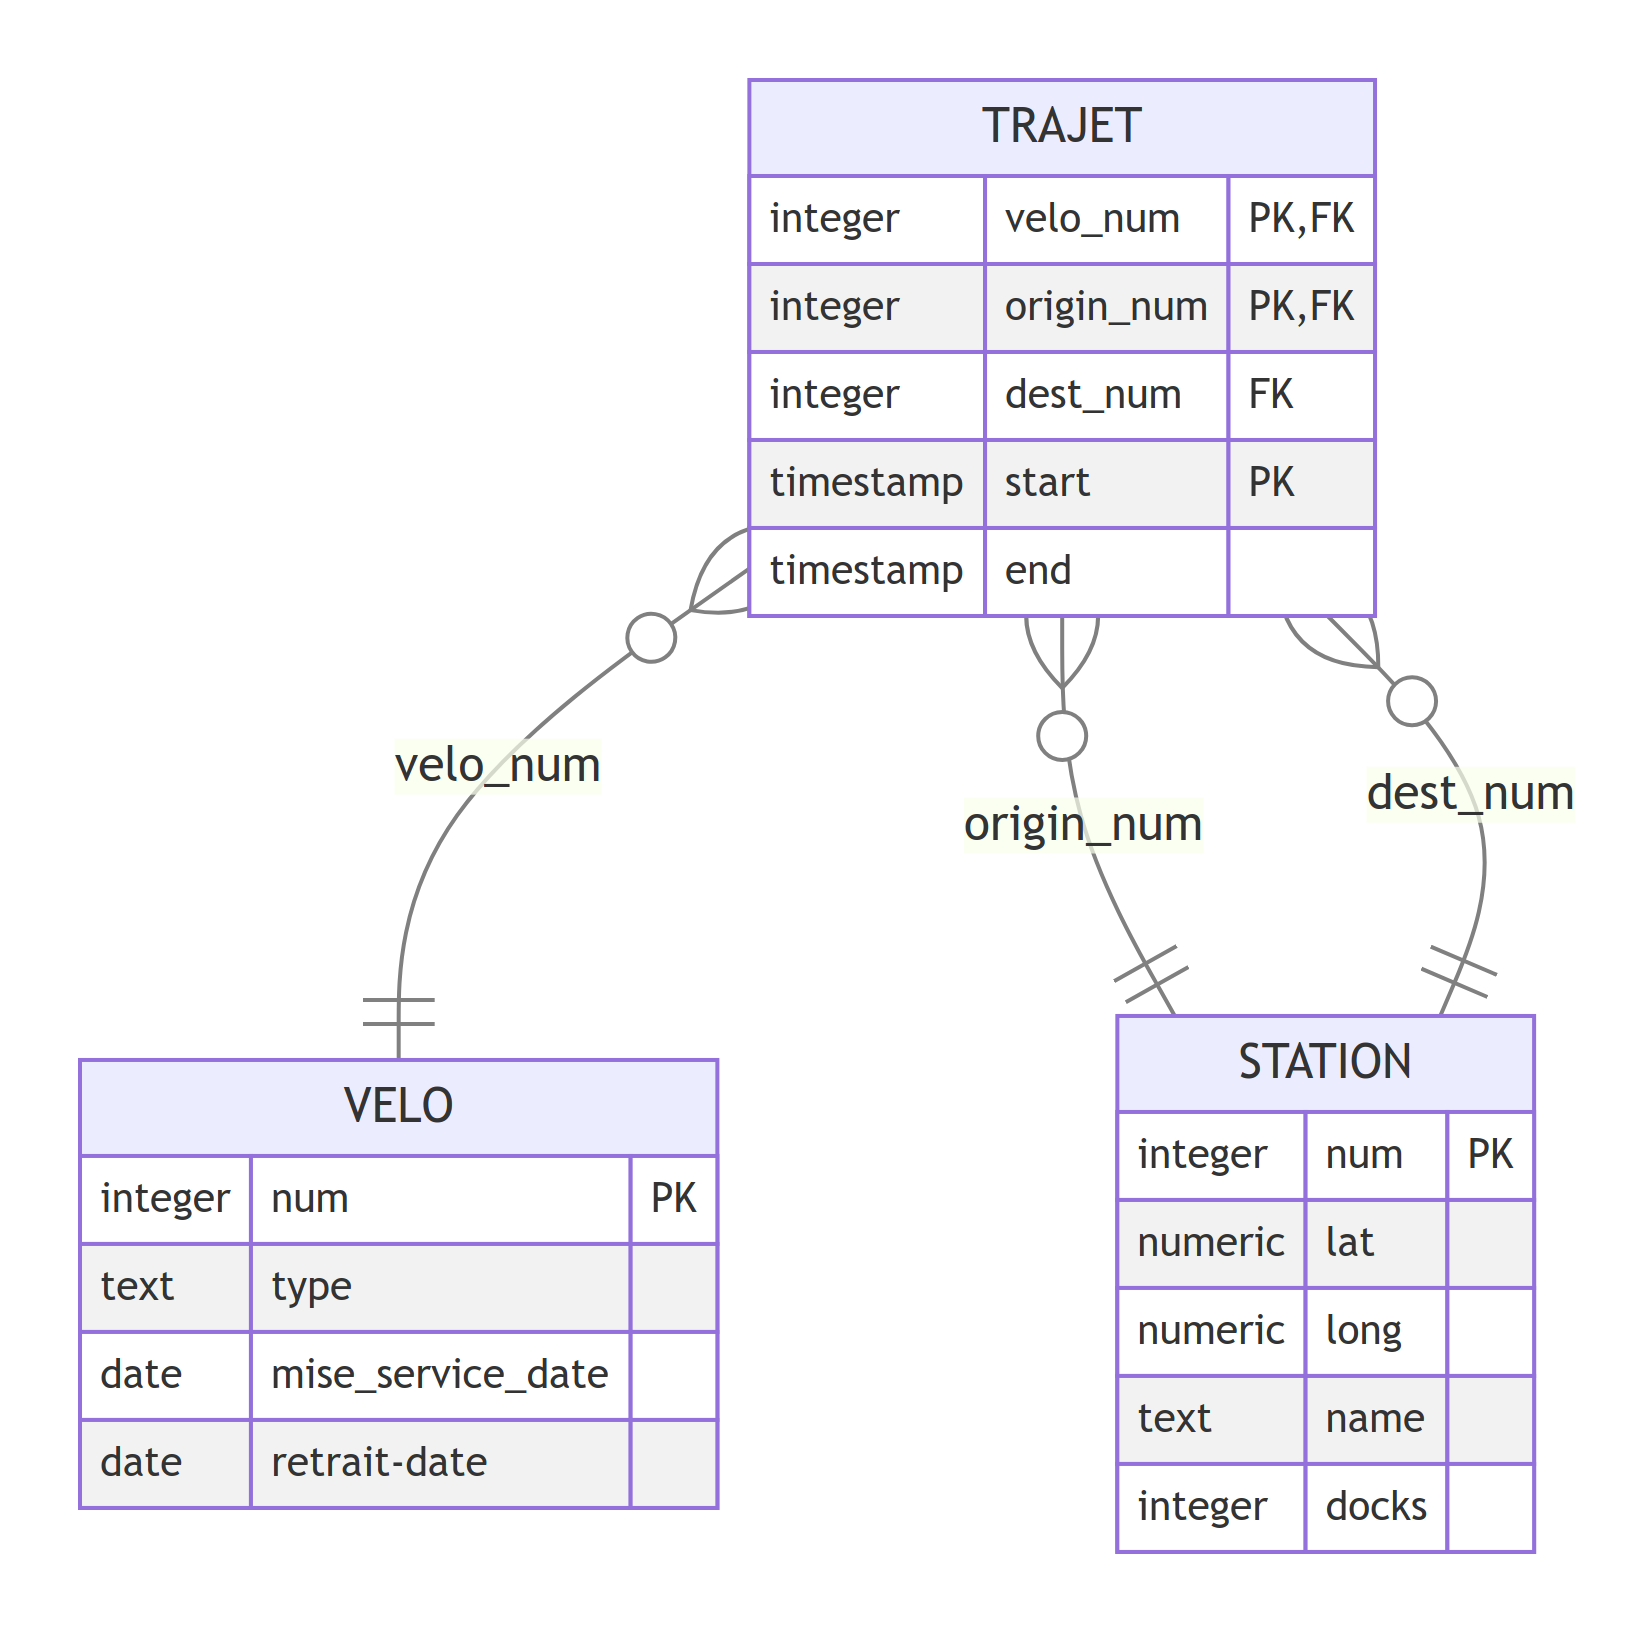 TRAJET
integer velo_num PK,FK
integer origin_num PK,FK
integer dest_num FK
timestamp start PK
timestamp end
velo_num
origin_num
dest_num
VELO
integer num PK
text type
date mise_service_date
date retrait-date
STATION
integer num PK
numeric lat
numeric long
text name
integer docks